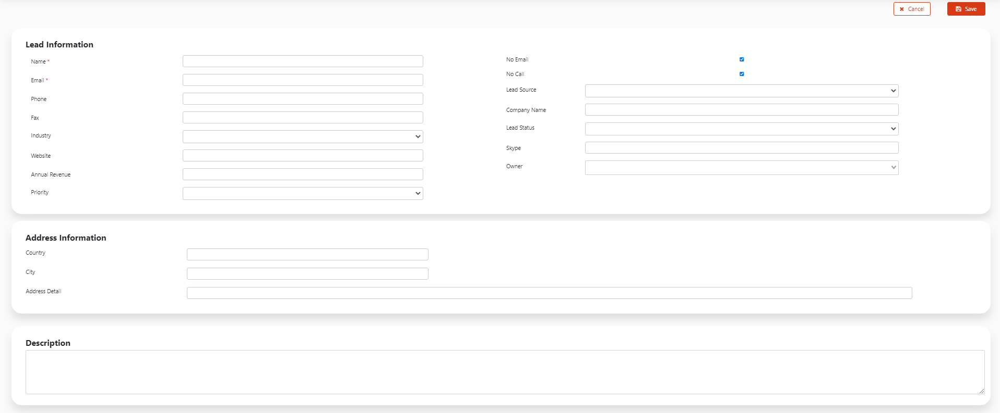 Cancel
Save
Lead Information
Name *
Email *
Phone
Fax
Industry
Website
Annual Revenue
Priority
No Email
No Call
Lead Source
Company Name
Lead Status
Skype
Owner
Address Information
Country
City
Address Detail
Description